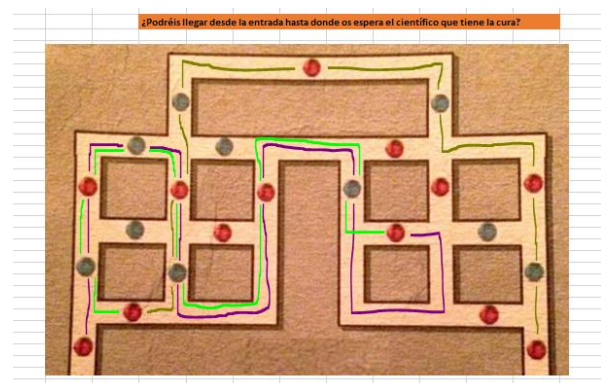 ¿Podréis llegar desde la entrada hasta donde os espera el científico que tiene la cura?